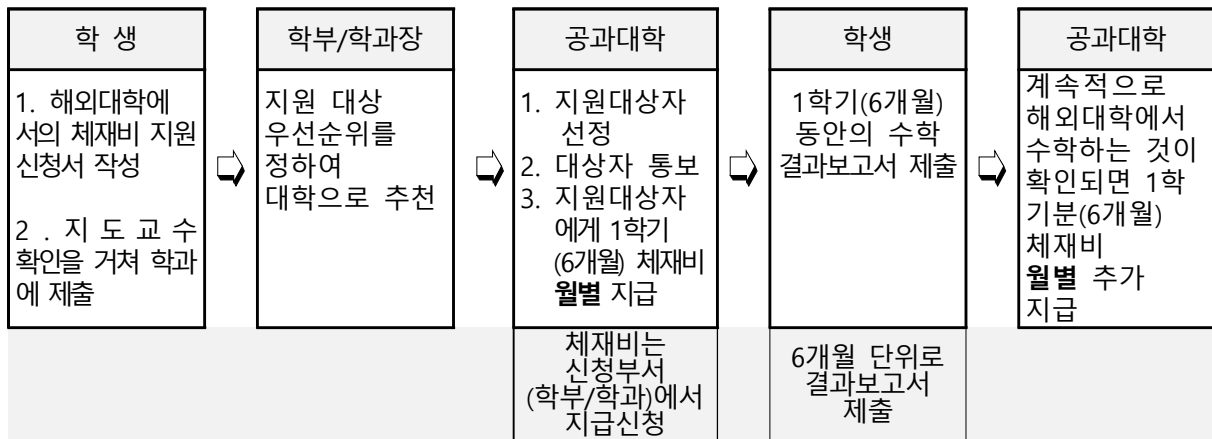 학 생
1. 해외대학에
서의 체재비 지원
신청서 작성
2 . 지 도 교 수
확인을 거쳐 학과
에 제출
학부/학과장
지원 대상
우선순위를
정하여
대학으로 추천
공과대학
1. 지원대상자
선정
2. 대상자 통보
3. 지원대상자
에게 1학기
(6개월) 체재비
월별 지급
체재비는
신청부서
(학부/학과)에서
지급신청
학생
1학기(6개월)
동안의 수학
결과보고서 제출
6개월 단위로
결과보고서
제출
공과대학
계속적으로
해외대학에서
수학하는 것이
확인되면 1학
기분(6개월)
체재비
월별 추가
지급